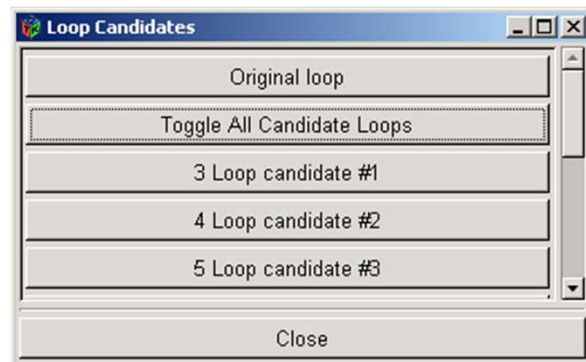 Loop Candidates
Original loop
Toggle All Candidate Loops
3 Loop candidate #1
4 Loop candidate #2
5 Loop candidate #3
Close